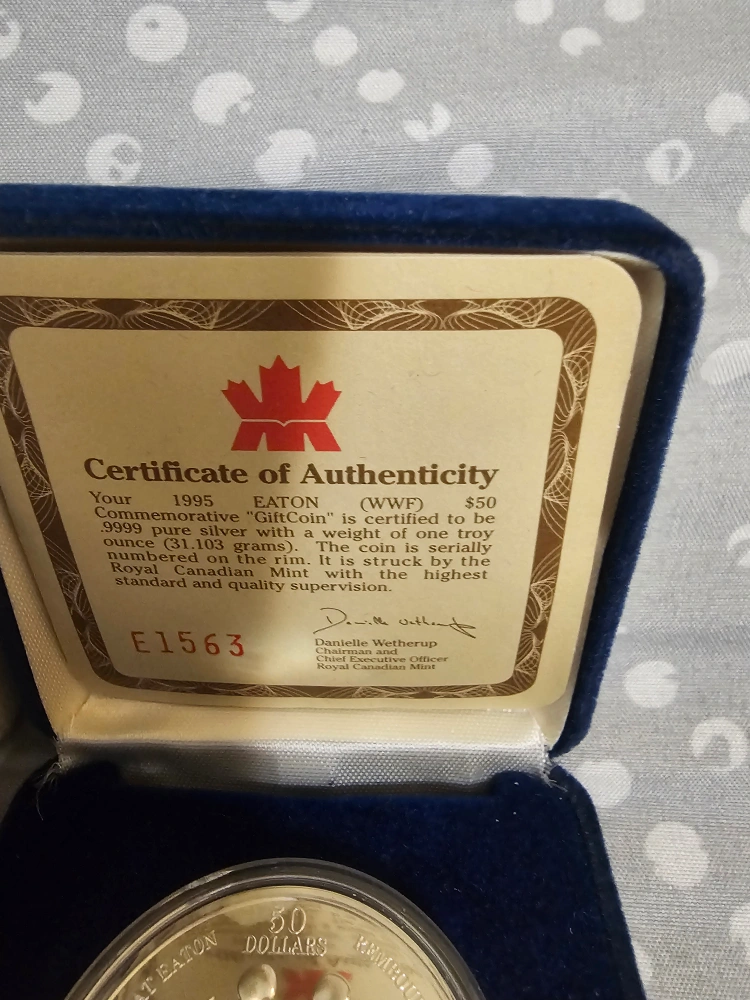 Certificate of Authenticity
Your 1995 EATON (WWF) $50
Commemorative "GiftCoin" is certified to be
.9999 pure silver with a weight of one troy
ounce (31.103 grams). The coin is serially
numbered on the rim. It is struck by the
Royal Canadian Mint with the highest
standard and quality supervision.
Danielle Wetherup
E1563
Danielle Wetherup
Chairman and
Chief Executive Officer
Royal Canadian Mint
AT EATON
50
DOLLARS